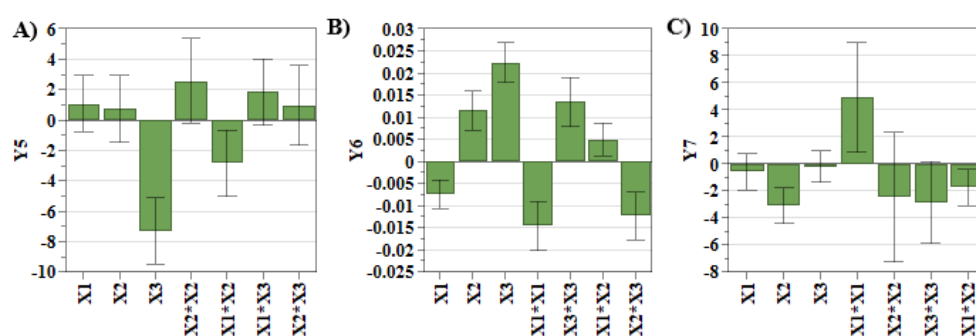 A)
Y5
6
4
2
0
-2
-4
-6
-8
-10
X1
X2
X3
X2*X2
X1*X2
X1*X3
X2*X3
B)
Y6
0.03
0.025
0.02
0.015
0.01
0.005
0
-0.005
-0.01
-0.015
-0.02
-0.025
X1
X2
X3
X1*X1
X3*X3
X1*X2
X2*X3
C)
Y7
10
8
6
4
2
0
-2
-4
-6
-8
X1
X2
X3
X1*X1
X2*X2
X3*X3
X1*X2